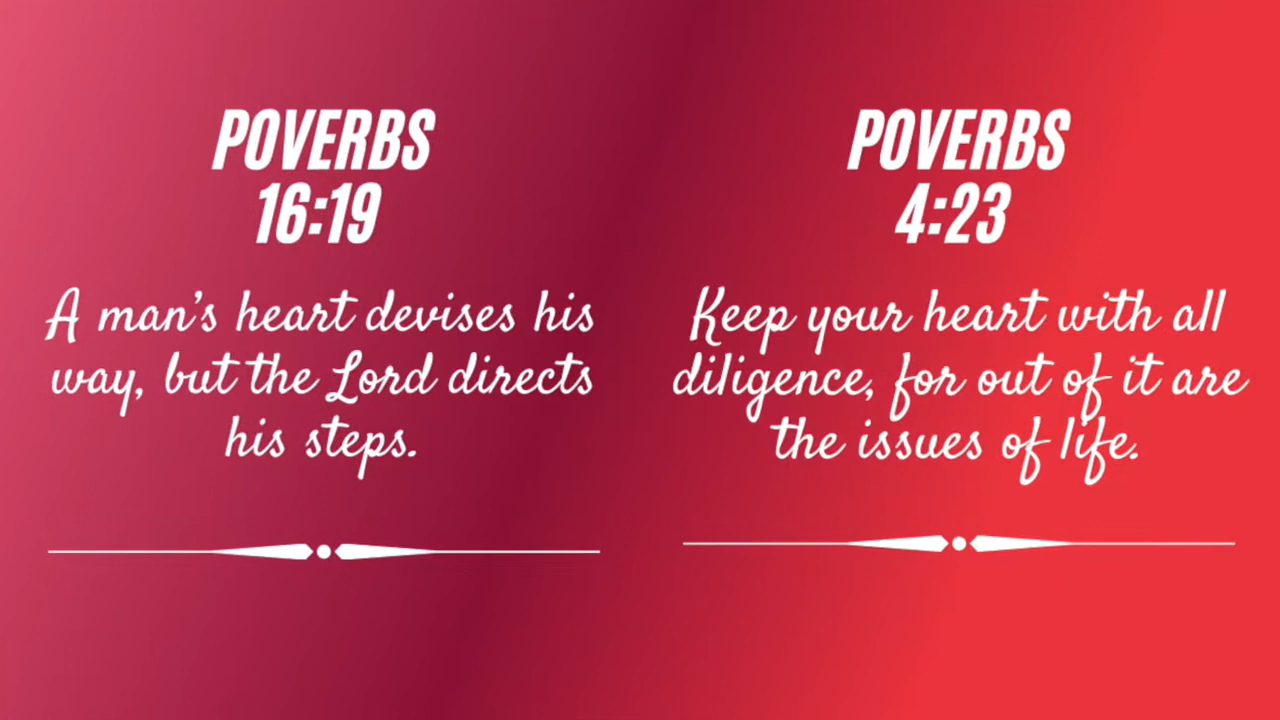 POVERBS
16:19
A man's heart devises his
way, but the Lord directs
his steps.
POVERBS
4:23
Keep your heart with all
diligence, for out of it are
the issues of life.